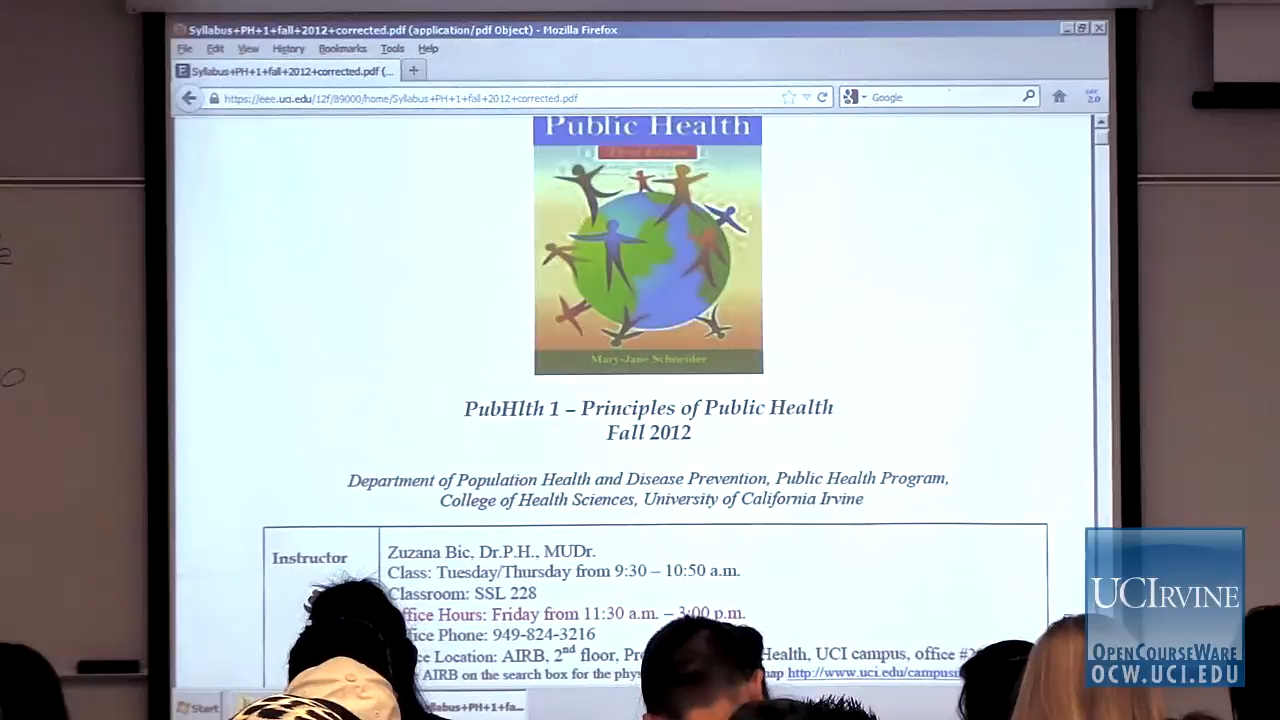 Syllabus+PH+1+fall+2012+corrected.pdf (application/pdf Object) - Mozilla Firefox
File Edit View History Bookmarks Tools Help
Syllabus+PH+1+fall+2012+corrected.pdf (... +
https://eee.uci.edu/12f/89000/home/Syllabus+PH+1+fall+2012+corrected.pdf Google
Public Health
Third Edition
Mary-Jane Schneider
PubHlth 1 – Principles of Public Health
Fall 2012
Department of Population Health and Disease Prevention, Public Health Program,
College of Health Sciences, University of California Irvine
Instructor
Zuzana Bic, Dr.P.H., MUDr.
Class: Tuesday/Thursday from 9:30 – 10:50 a.m.
Classroom: SSL 228
ffice Hours: Friday from 11:30 a.m. – 3:00 p.m.
fice Phone: 949-824-3216
ce Location: AIRB, 2nd floor, Health, UCI campus, office
AIRB on the search box for the map http://www.uci.edu/campus
Start yllabus+PH+1+fa...
UCIRVINE
OPENCOURSEWARE
OCW.UCI.EDU